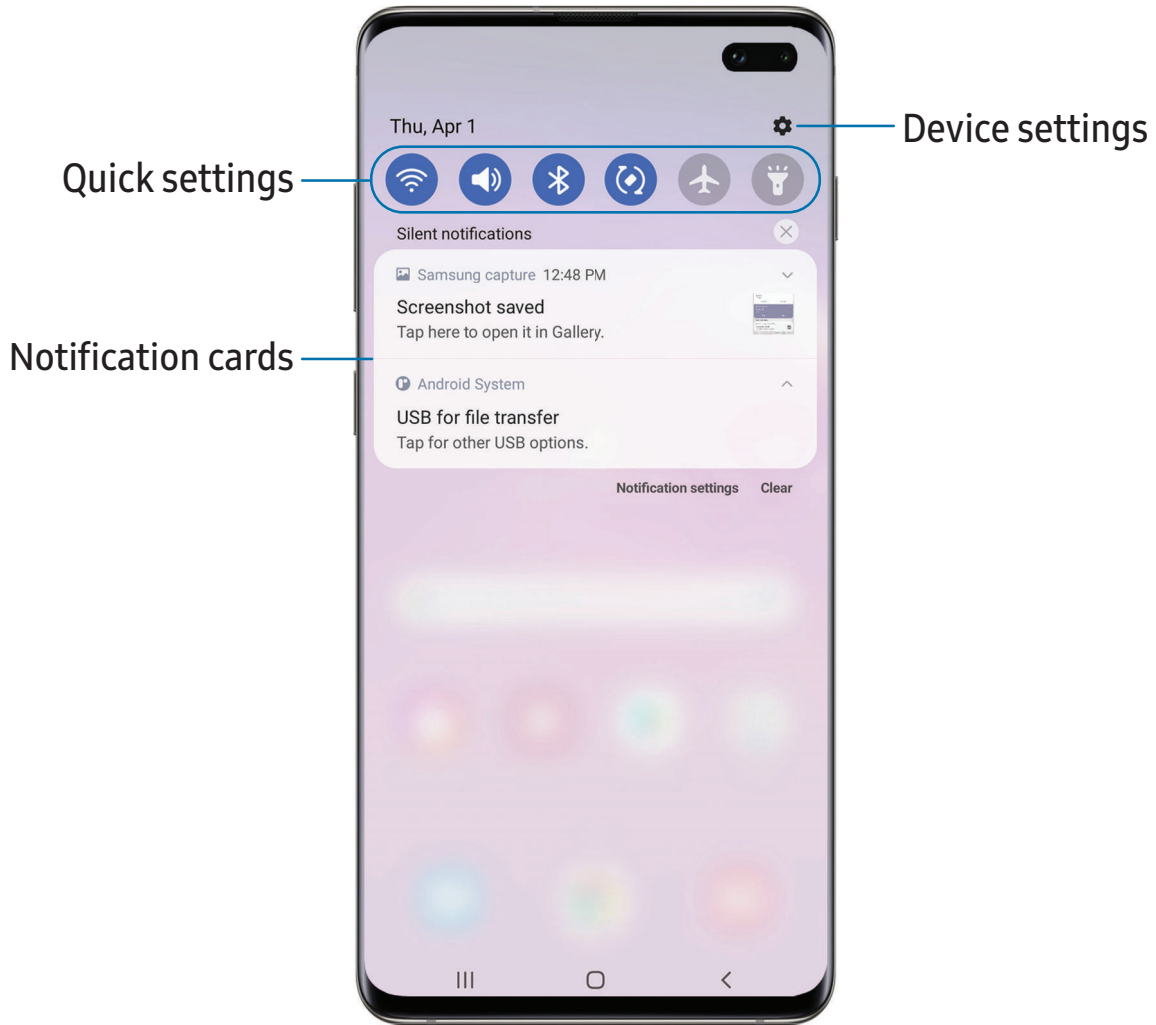 Thu, Apr 1
Device settings
Quick settings
Silent notifications
Samsung capture 12:48 PM
Screenshot saved
Tap here to open it in Gallery.
Notification cards
Android System
USB for file transfer
Tap for other USB options.
Notification settings Clear